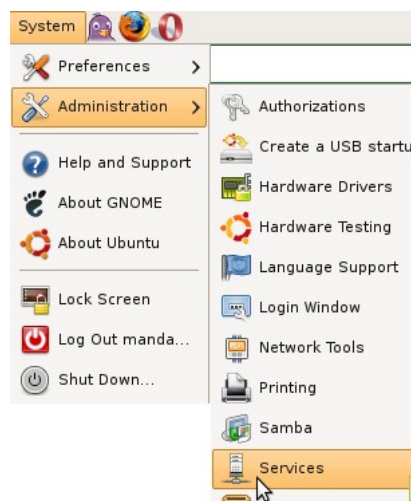 System
Preferences
Administration
Help and Support
About GNOME
About Ubuntu
Lock Screen
Log Out manda...
Shut Down...
Authorizations
Create a USB startu
Hardware Drivers
Hardware Testing
Language Support
Login Window
Network Tools
Printing
Samba
Services